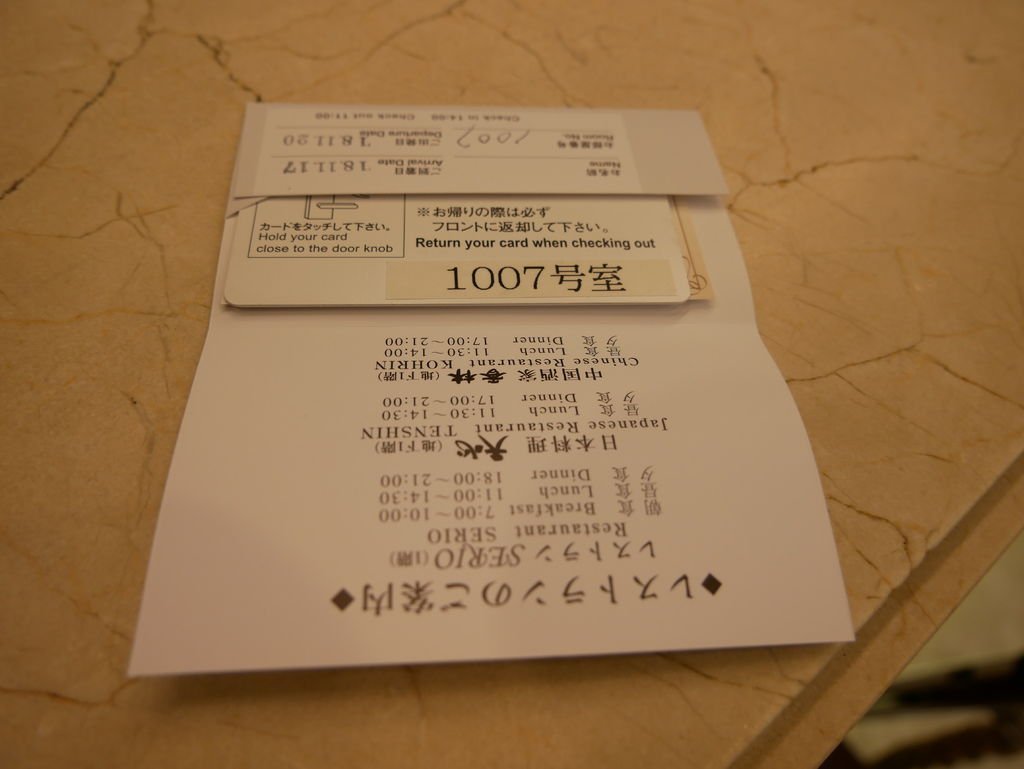 お名前
Name
ご到着日
Arrival Date
'18.11.17
お部屋番号
Room No.
1007
ご出発日
Departure Date
'18.11.20
Check in 14:00 Check out 11:00
カードをタッチして下さい。
Hold your card
close to the door knob
※お帰りの際は必ず
フロントに返却して下さい。
Return your card when checking out
1007号室
◆レストランのご案内◆
レストラン SERIO (1階)
Restaurant SERIO
朝食 Breakfast 7:00~10:00
昼食 Lunch 11:00~14:30
夕食 Dinner 18:00~21:00
日本料理 天心 (地下1階)
Japanese Restaurant TENSHIN
昼食 Lunch 11:30~14:30
夕食 Dinner 17:00~21:00
中国酒家 (地下1階)
Chinese Restaurant KOHRIN
昼食 Lunch 11:30~14:00
夕食 Dinner 17:00~21:00